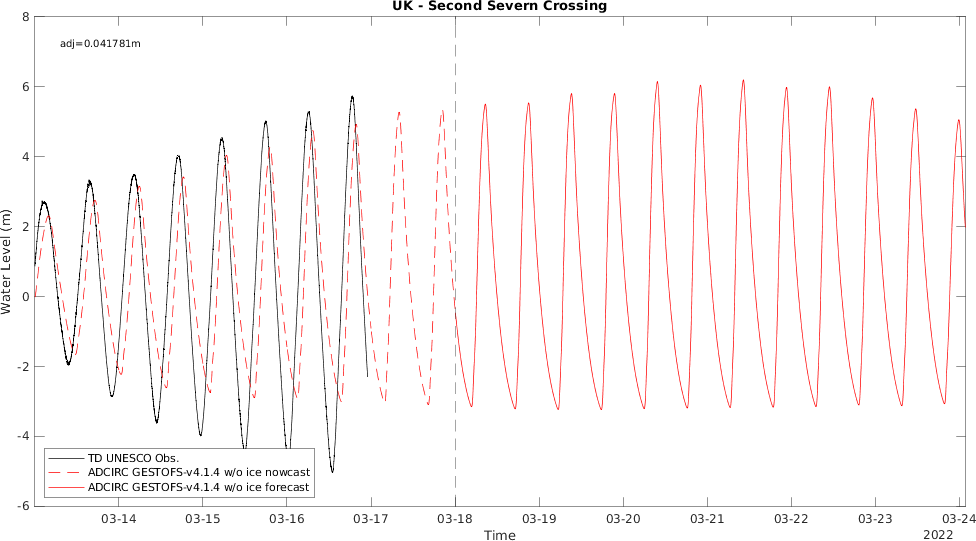 UK - Second Severn Crossing
adj=0.041781m
8
6
4
2
0
-2
-4
-6
Water Level (m)
TD UNESCO Obs.
ADCIRC GESTOFS-v4.1.4 w/o ice nowcast
ADCIRC GESTOFS-v4.1.4 w/o ice forecast
03-14 03-15 03-16 03-17 03-18 03-19 03-20 03-21 03-22 03-23 03-24
Time
2022